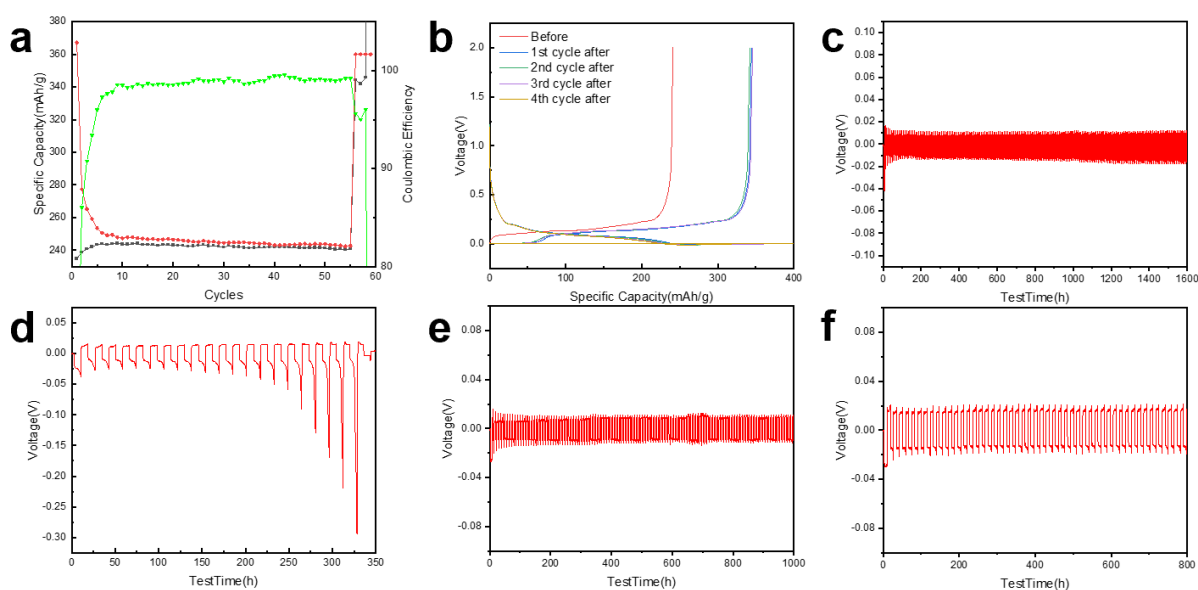 a
380
360
340
320
300
280
260
240
Specific Capacity(mAh/g)
100
90
80
Coulombic Efficiency
0 10 20 30 40 50 60
Cycles
b
2.0
1.5
1.0
0.5
0.0
Voltage(V)
Before
1st cycle after
2nd cycle after
3rd cycle after
4th cycle after
0 100 200 300 400
Specific Capacity(mAh/g)
c
0.10
0.08
0.06
0.04
0.02
0.00
-0.02
-0.04
-0.06
-0.08
-0.10
Voltage(V)
0 200 400 600 800 1000 1200 1400 1600
TestTime(h)
d
0.05
0.00
-0.05
-0.10
-0.15
-0.20
-0.25
-0.30
Voltage(V)
0 50 100 150 200 250 300 350
TestTime(h)
e
0.08
0.04
0.00
-0.04
-0.08
Voltage(V)
0 200 400 600 800 1000
TestTime(h)
f
0.08
0.04
0.00
-0.04
-0.08
Voltage(V)
0 200 400 600 800
TestTime(h)